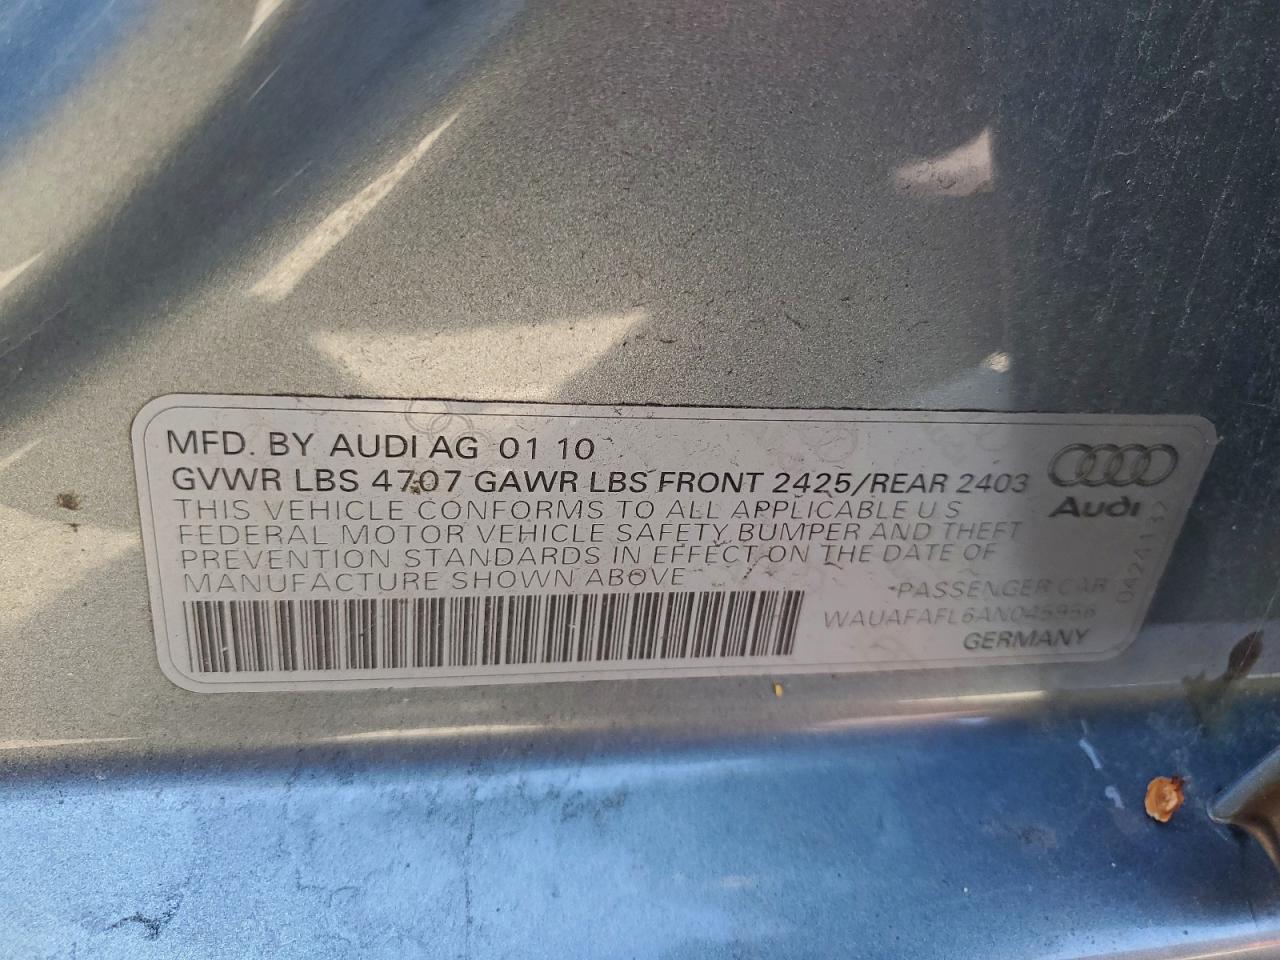 MFD. BY AUDI AG 01 10
GVWR LBS 4707 GAWR LBS FRONT 2425/REAR 2403
THIS VEHICLE CONFORMS TO ALL APPLICABLE U S
FEDERAL MOTOR VEHICLE SAFETY, BUMPER AND THEFT
PREVENTION STANDARDS IN EFFECT ON THE DATE OF
MANUFACTURE SHOWN ABOVE
Audi
PASSENGER CAR
WAUAFAFL6AN045956
GERMANY
06244132